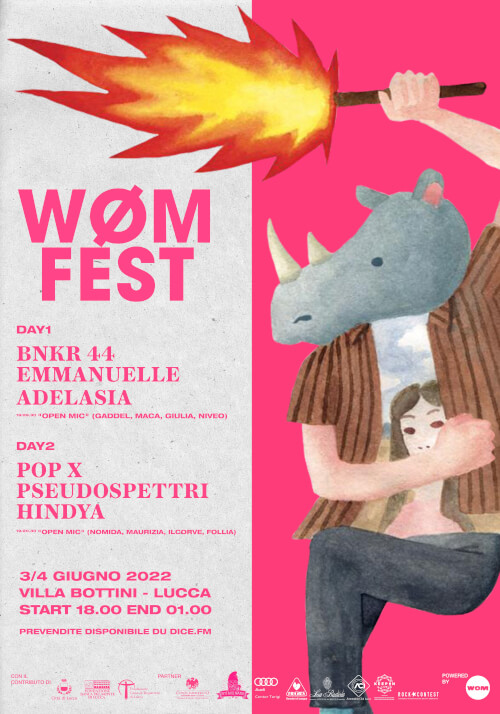 WØM
FEST
DAY1
BNKR 44
EMMANUELLE
ADELASIA
"OPEN MIC" (GADDEL, MACA, GIULIA, NIVEO)
DAY2
POP X
PSEUDOSPETTRI
HINDYA
"OPEN MIC" (NOMIDA, MAURIZIA, ILCDRVE, FOLLIA)
3/4 GIUGNO 2022
VILLA BOTTINI - LUCCA
START 18.00 END 01.00
PREVENDITE DISPONIBILE DU DICE.FM
CON IL
CONTRIBUTO DI
PARTNER
Audi
ROCK CONTEST
POWERED
BY
WØM